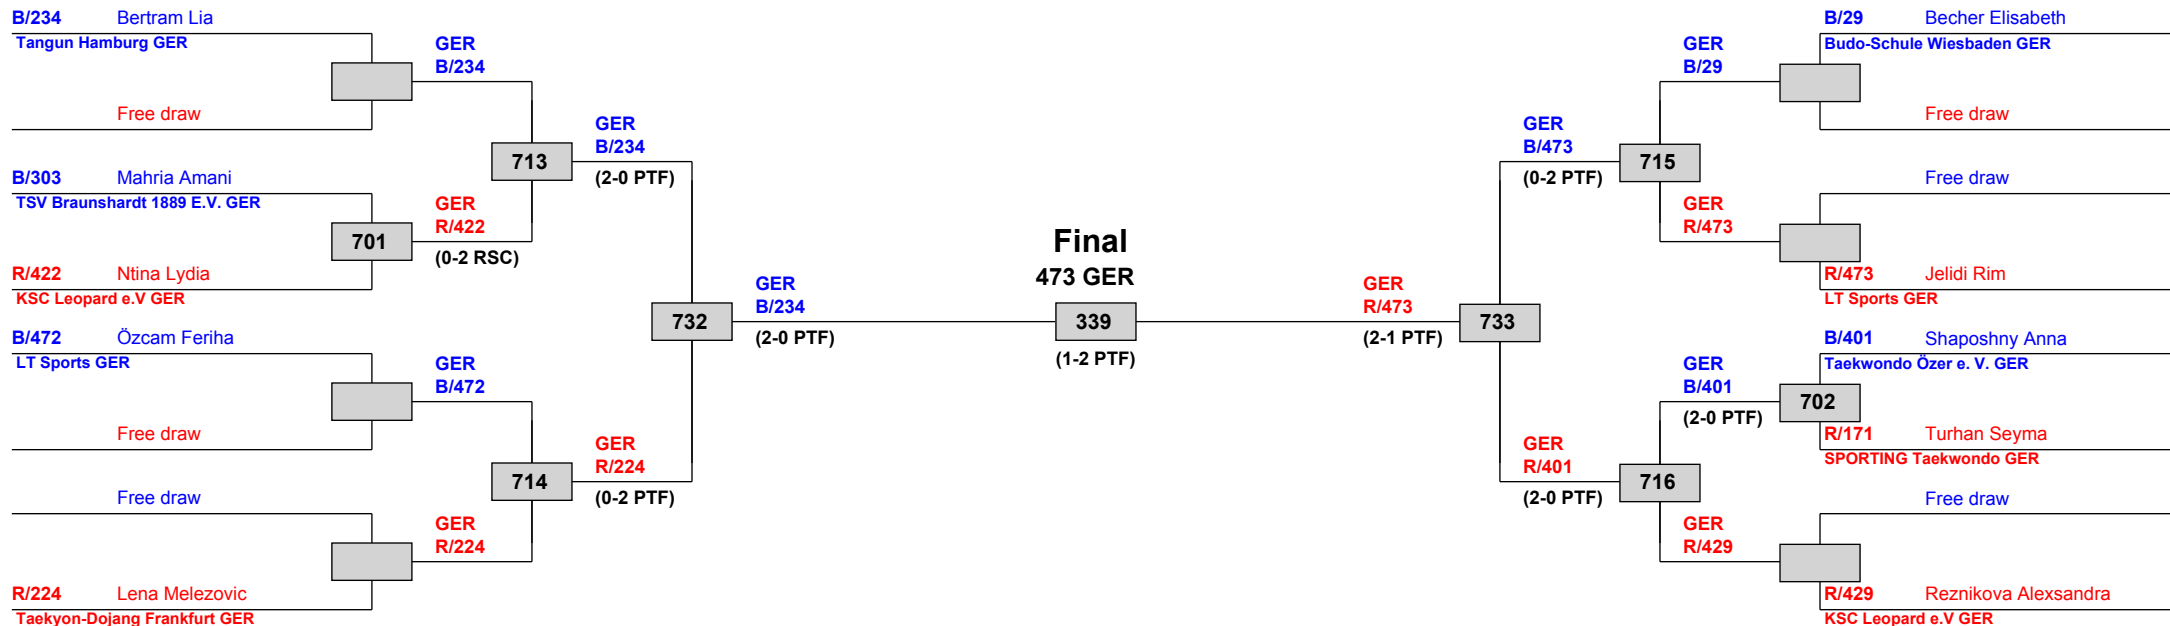 B/234 Bertram Lia
Tangun Hamburg GER
Free draw
B/303 Mahria Amani
TSV Braunshardt 1889 E.V. GER
R/422 Ntina Lydia
KSC Leopard e.V GER
B/472 Özcam Feriha
LT Sports GER
Free draw
Free draw
R/224 Lena Melezovic
Taekyon-Dojang Frankfurt GER
GER
B/234
701
GER
R/422
(0-2 RSC)
GER
B/472
GER
R/224
713
GER
B/234
(2-0 PTF)
714
GER
R/224
(0-2 PTF)
732
GER
B/234
(2-0 PTF)
Final
473 GER
339
(1-2 PTF)
GER
R/473
(2-1 PTF)
733
GER
B/473
(0-2 PTF)
715
GER
R/401
(2-0 PTF)
716
GER
B/29
GER
R/473
GER
B/401
(2-0 PTF)
702
GER
R/429
B/29 Becher Elisabeth
Budo-Schule Wiesbaden GER
Free draw
Free draw
R/473 Jelidi Rim
LT Sports GER
B/401 Shaposhny Anna
Taekwondo Özer e. V. GER
R/171 Turhan Seyma
SPORTING Taekwondo GER
Free draw
R/429 Reznikova Alexsandra
KSC Leopard e.V GER